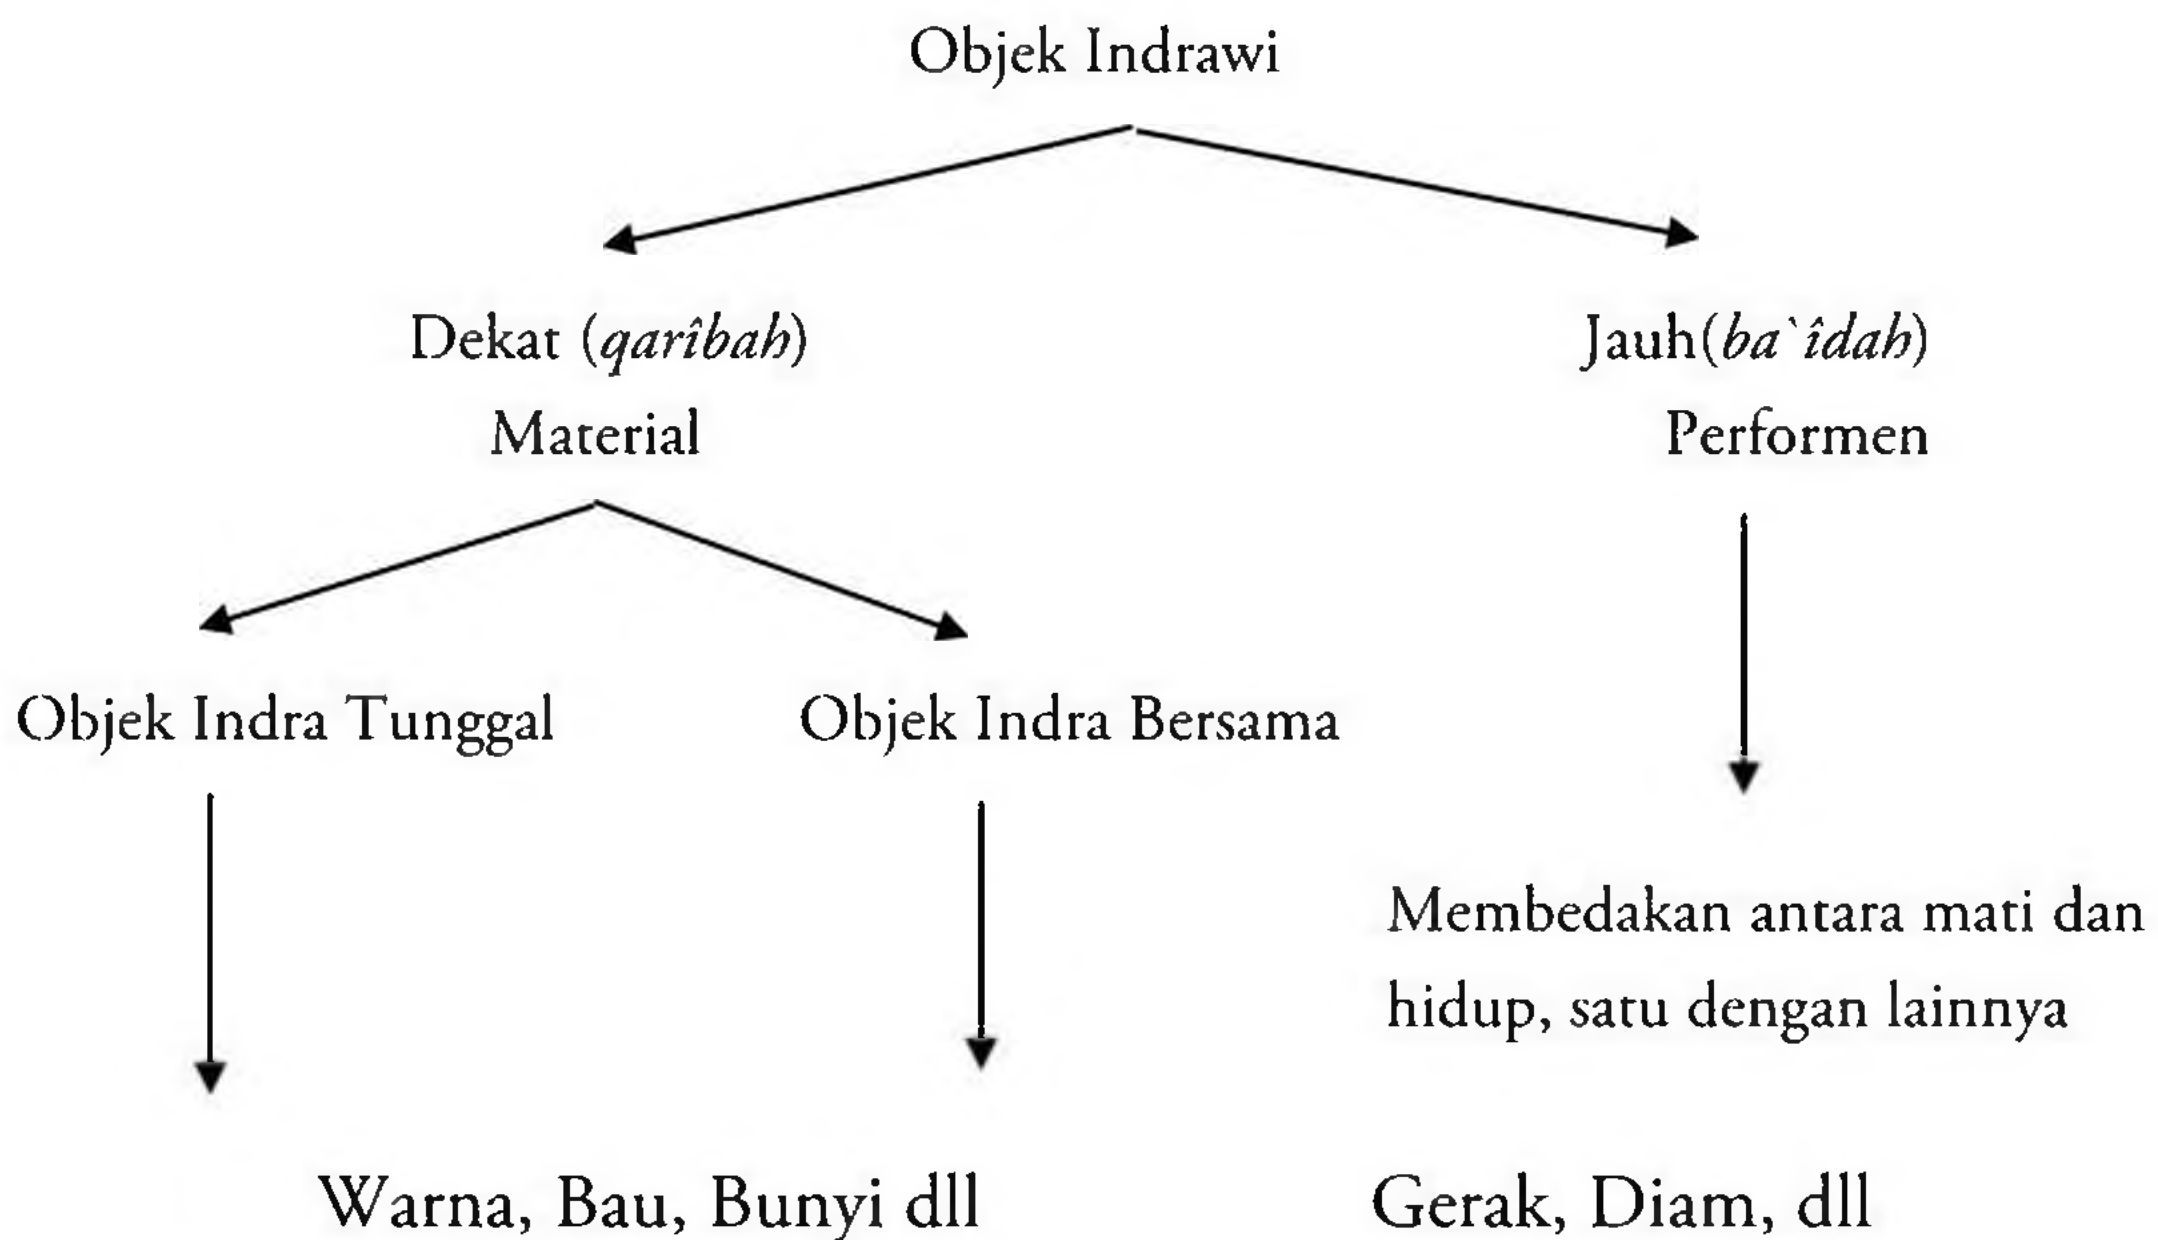 Objek Indrawi
Dekat (qarîbah)
Jauh(ba`îdah)
Material
Performen
Objek Indra Tunggal
Objek Indra Bersama
Membedakan antara mati dan
hidup, satu dengan lainnya
Warna, Bau, Bunyi dll
Gerak, Diam, dll